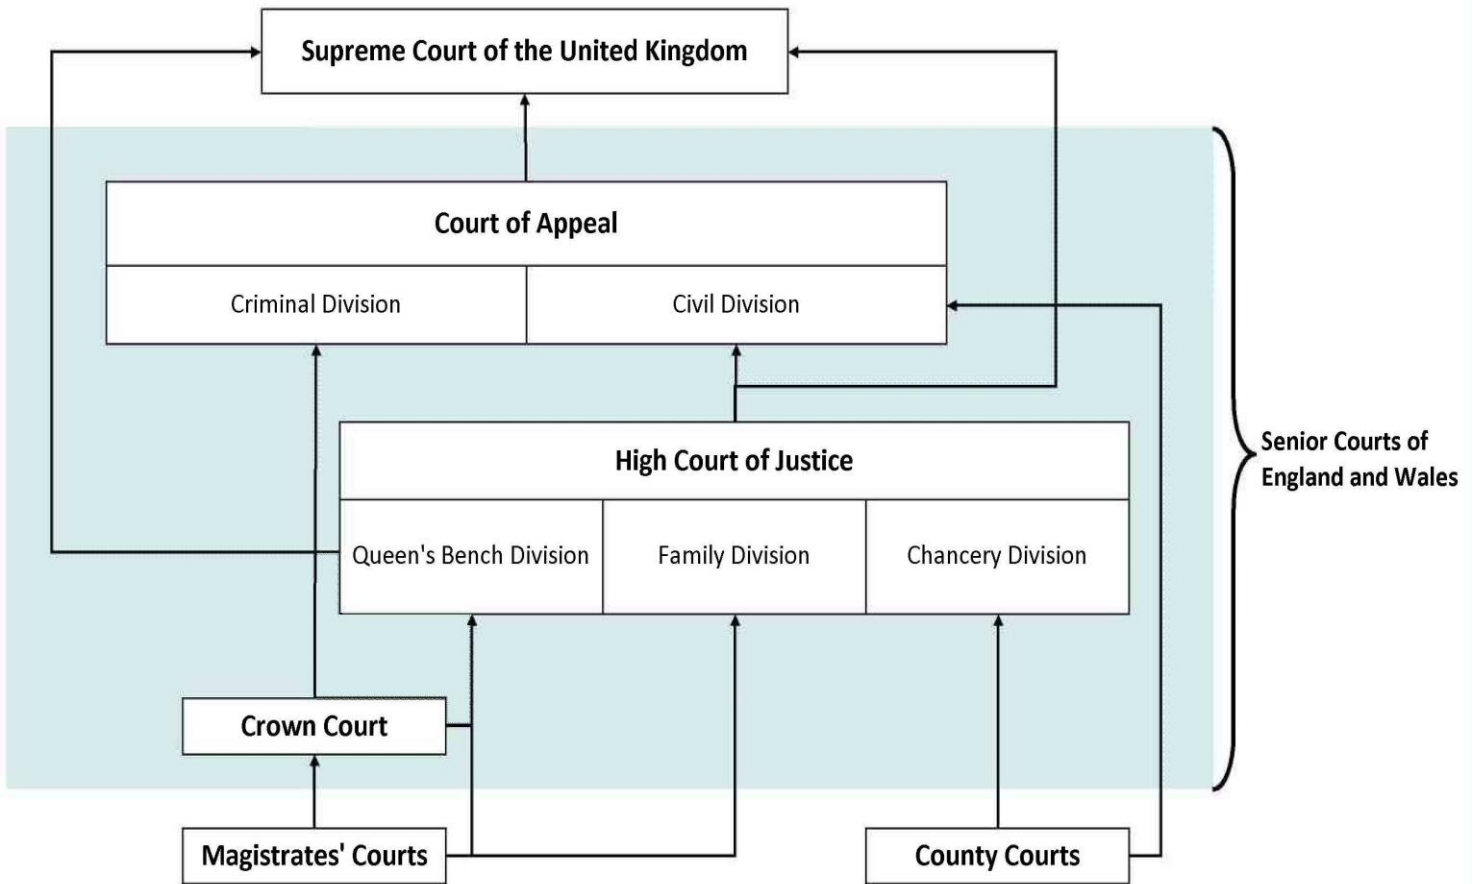 Supreme Court of the United Kingdom
Court of Appeal
Criminal Division
Civil Division
High Court of Justice
Senior Courts of
England and Wales
Queen's Bench Division
Family Division
Chancery Division
Crown Court
Magistrates' Courts
County Courts